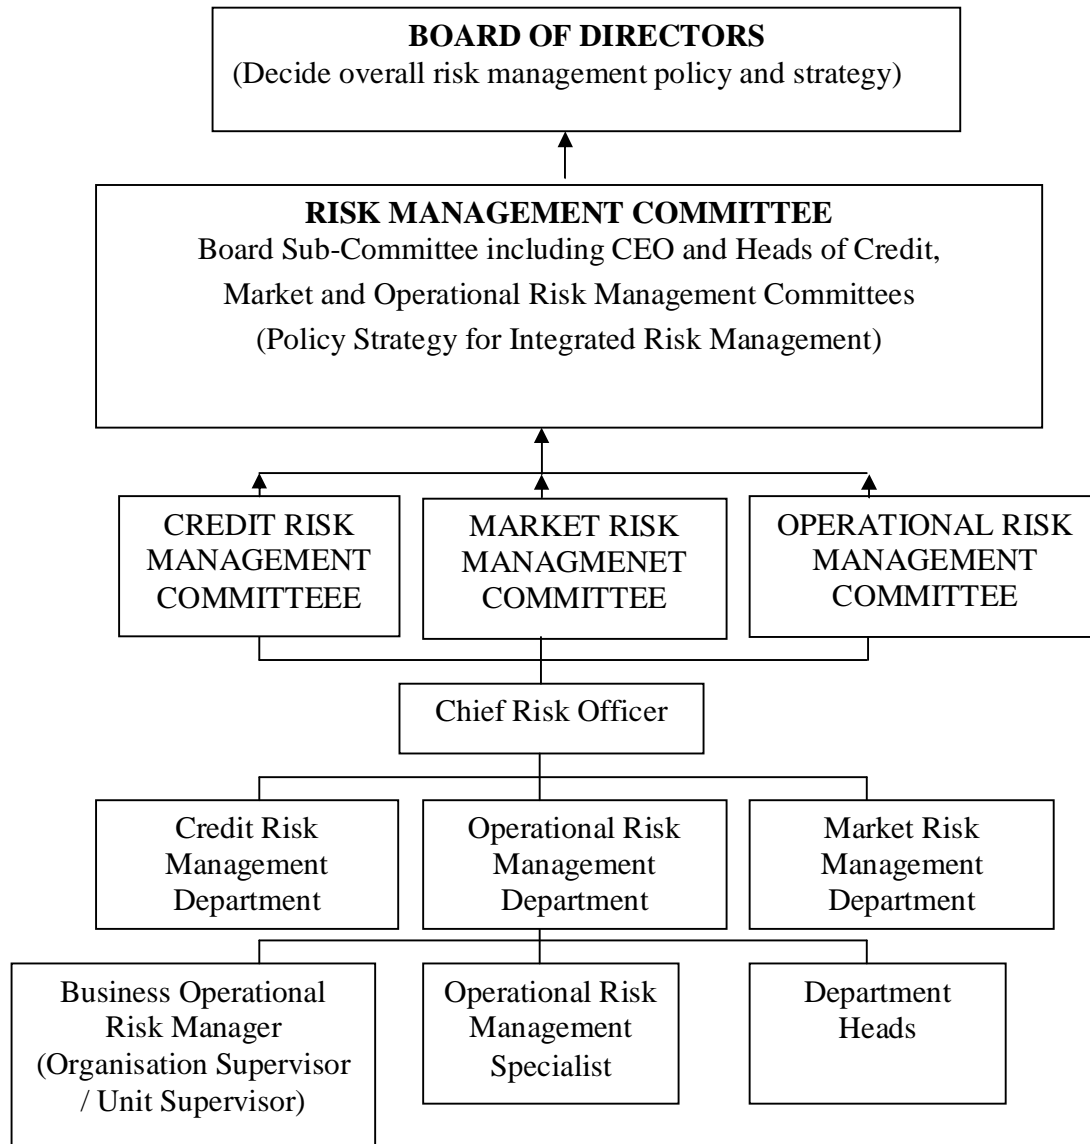 BOARD OF DIRECTORS
(Decide overall risk management policy and strategy)
RISK MANAGEMENT COMMITTEE
Board Sub-Committee including CEO and Heads of Credit,
Market and Operational Risk Management Committees
(Policy Strategy for Integrated Risk Management)
CREDIT RISK
MANAGEMENT
COMMITTEEE
MARKET RISK
MANAGMENET
COMMITTEE
OPERATIONAL RISK
MANAGEMENT
COMMITTEE
Chief Risk Officer
Credit Risk
Management
Department
Operational Risk
Management
Department
Market Risk
Management
Department
Business Operational
Risk Manager
(Organisation Supervisor
/ Unit Supervisor)
Operational Risk
Management
Specialist
Department
Heads